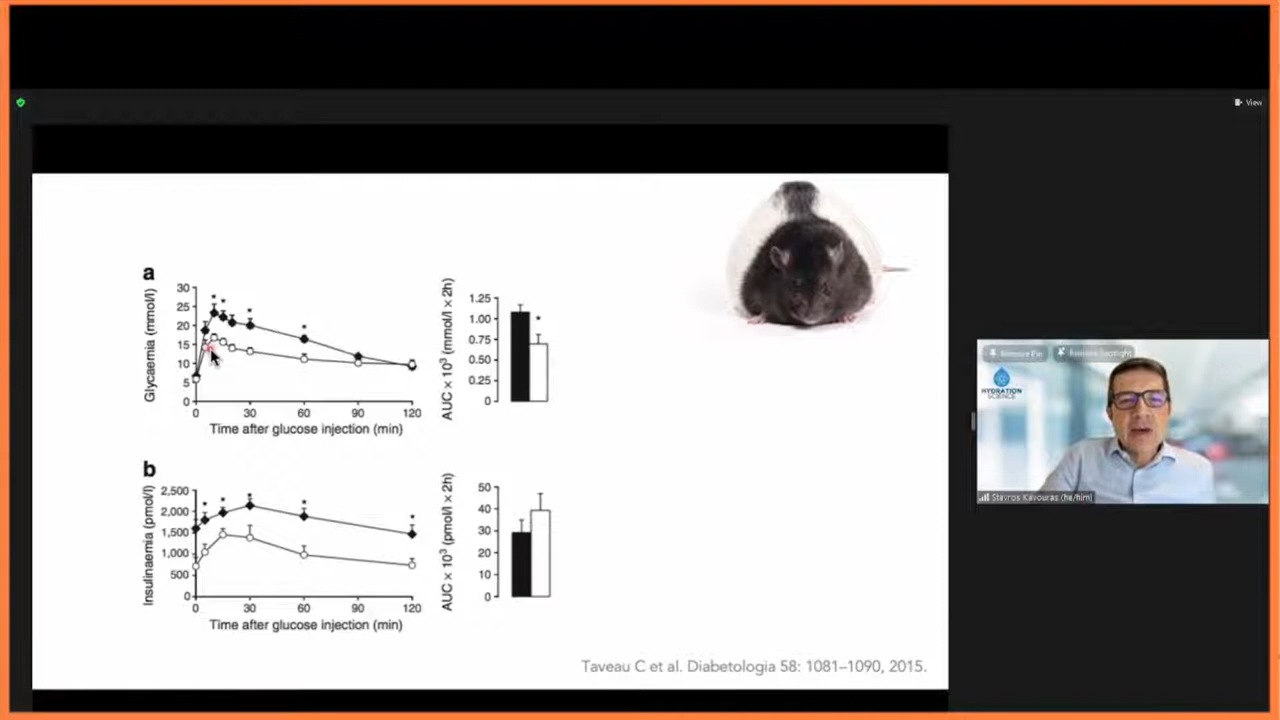 View
a
Glycaemia (mmol/l)
30
25
20
15
10
5
0
* * * *
0 30 60 90 120
Time after glucose injection (min)
AUC × 10³ (mmol/l × 2h)
1.25
1.00
0.75
0.50
0.25
0
*
b
Insulinaemia (pmol/l)
2,500
2,000
1,500
1,000
500
0
* * * * *
0 30 60 90 120
Time after glucose injection (min)
AUC × 10³ (pmol/l × 2h)
50
40
30
20
10
0
Taveau C et al. Diabetologia 58: 1081–1090, 2015.
HYDRATION
SCIENCE
Stavros Kavouras (he/him)